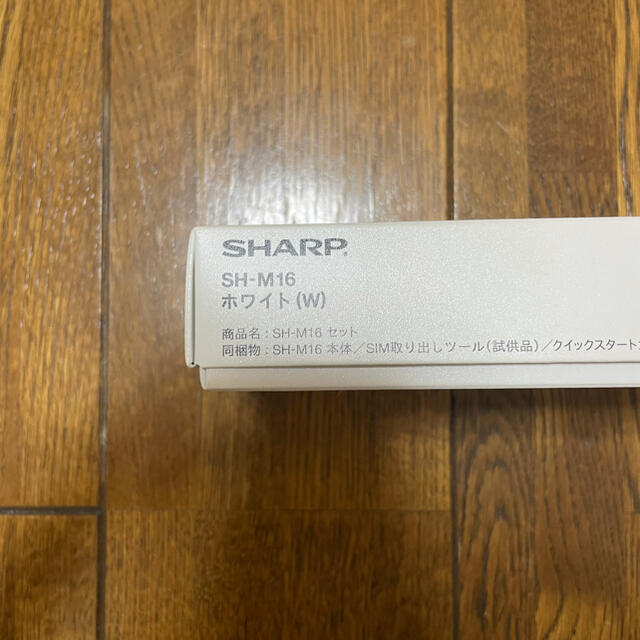 SHARP
SH-M16
ホワイト(W)
商品名：SH-M16 セット
同梱物：SH-M16 本体／SIM取り出しツール(試供品)／クイックスタート